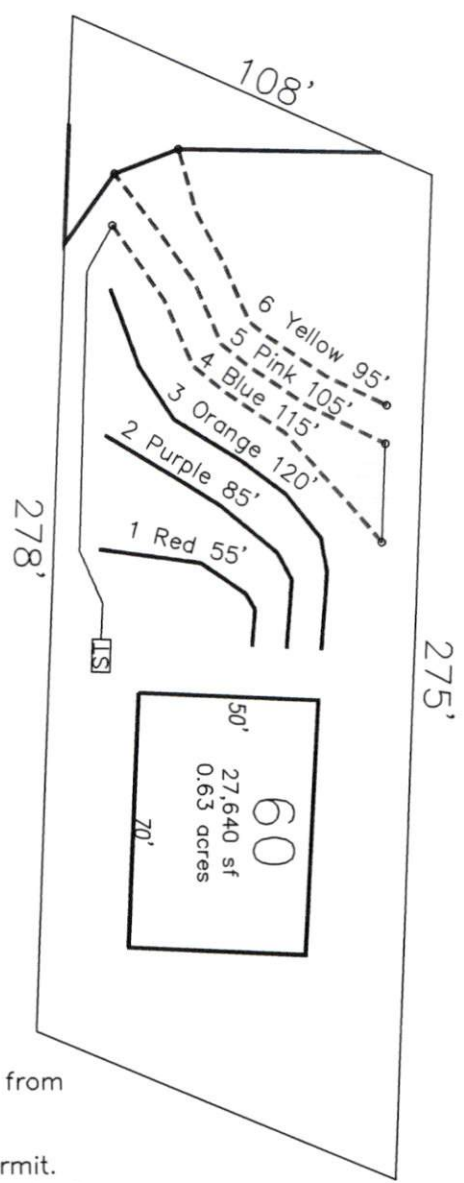 108'
6 Yellow 95'
5 Pink 105'
4 Blue 115'
3 Orange 120'
2 Purple 85'
1 Red 55'
278'
275'
ST
50'
60
27,640 sf
0.63 acres
70'
from
rmit.